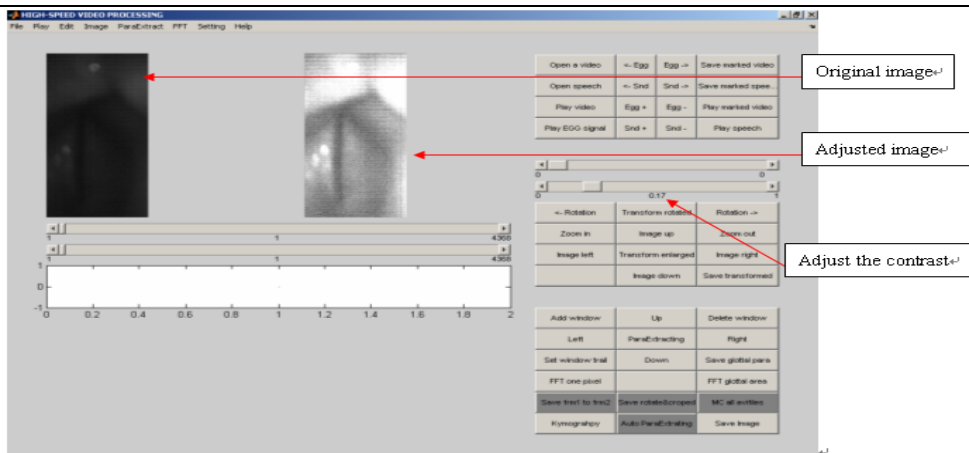 HIGH-SPEED VIDEO PROCESSING
File Play Edit Image ParaExtract FFT Setting Help
Original image
Adjusted image
Adjust the contrast
Open a video <- Egg Egg -> Save marked video
Open speech <- Snd Snd -> Save marked spee...
Play video Egg + Egg - Play marked video
Play EGG signal Snd + Snd - Play speech
0 0
0 0.17 1
<- Rotation Transform rotated Rotation ->
Zoom in Image up Zoom out
Image left Transform enlarged Image right
Image down Save transformed
1 1 4368
1 1 4368
1
0
-1
0 0.2 0.4 0.6 0.8 1 1.2 1.4 1.6 1.8 2
Add window Up Delete window
Left ParaExtracting Right
Set window trail Down Save glottal para
FFT one pixel FFT glottal area
Save trm1 to trm2 Save rotate&croped MC all avifiles
Kymograhpy Auto ParaExtrating Save Image